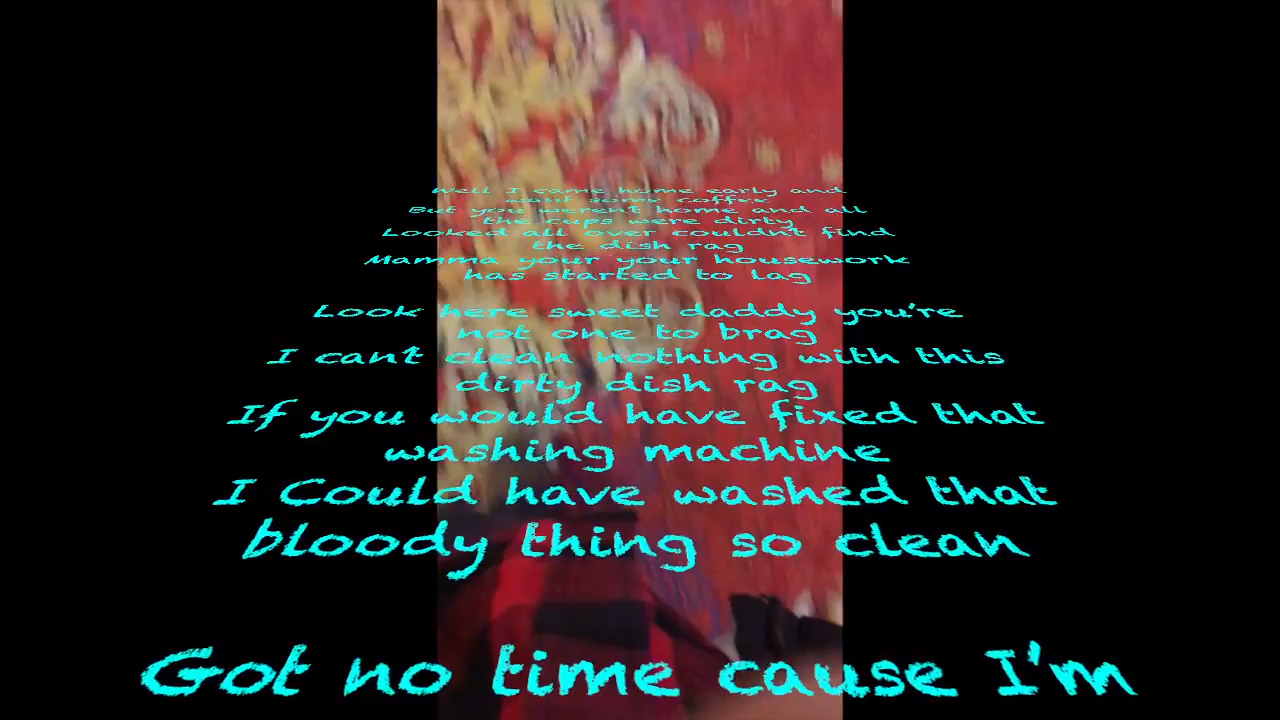 Well I came home early and
want some coffee
But you weren't home and all
the cups were dirty
Looked all over couldn't find
the dish rag
Mamma your your housework
has started to lag
Look here sweet daddy you're
not one to brag
I can't clean nothing with this
dirty dish rag
If you would have fixed that
washing machine
I Could have washed that
bloody thing so clean
Got no time cause I'm